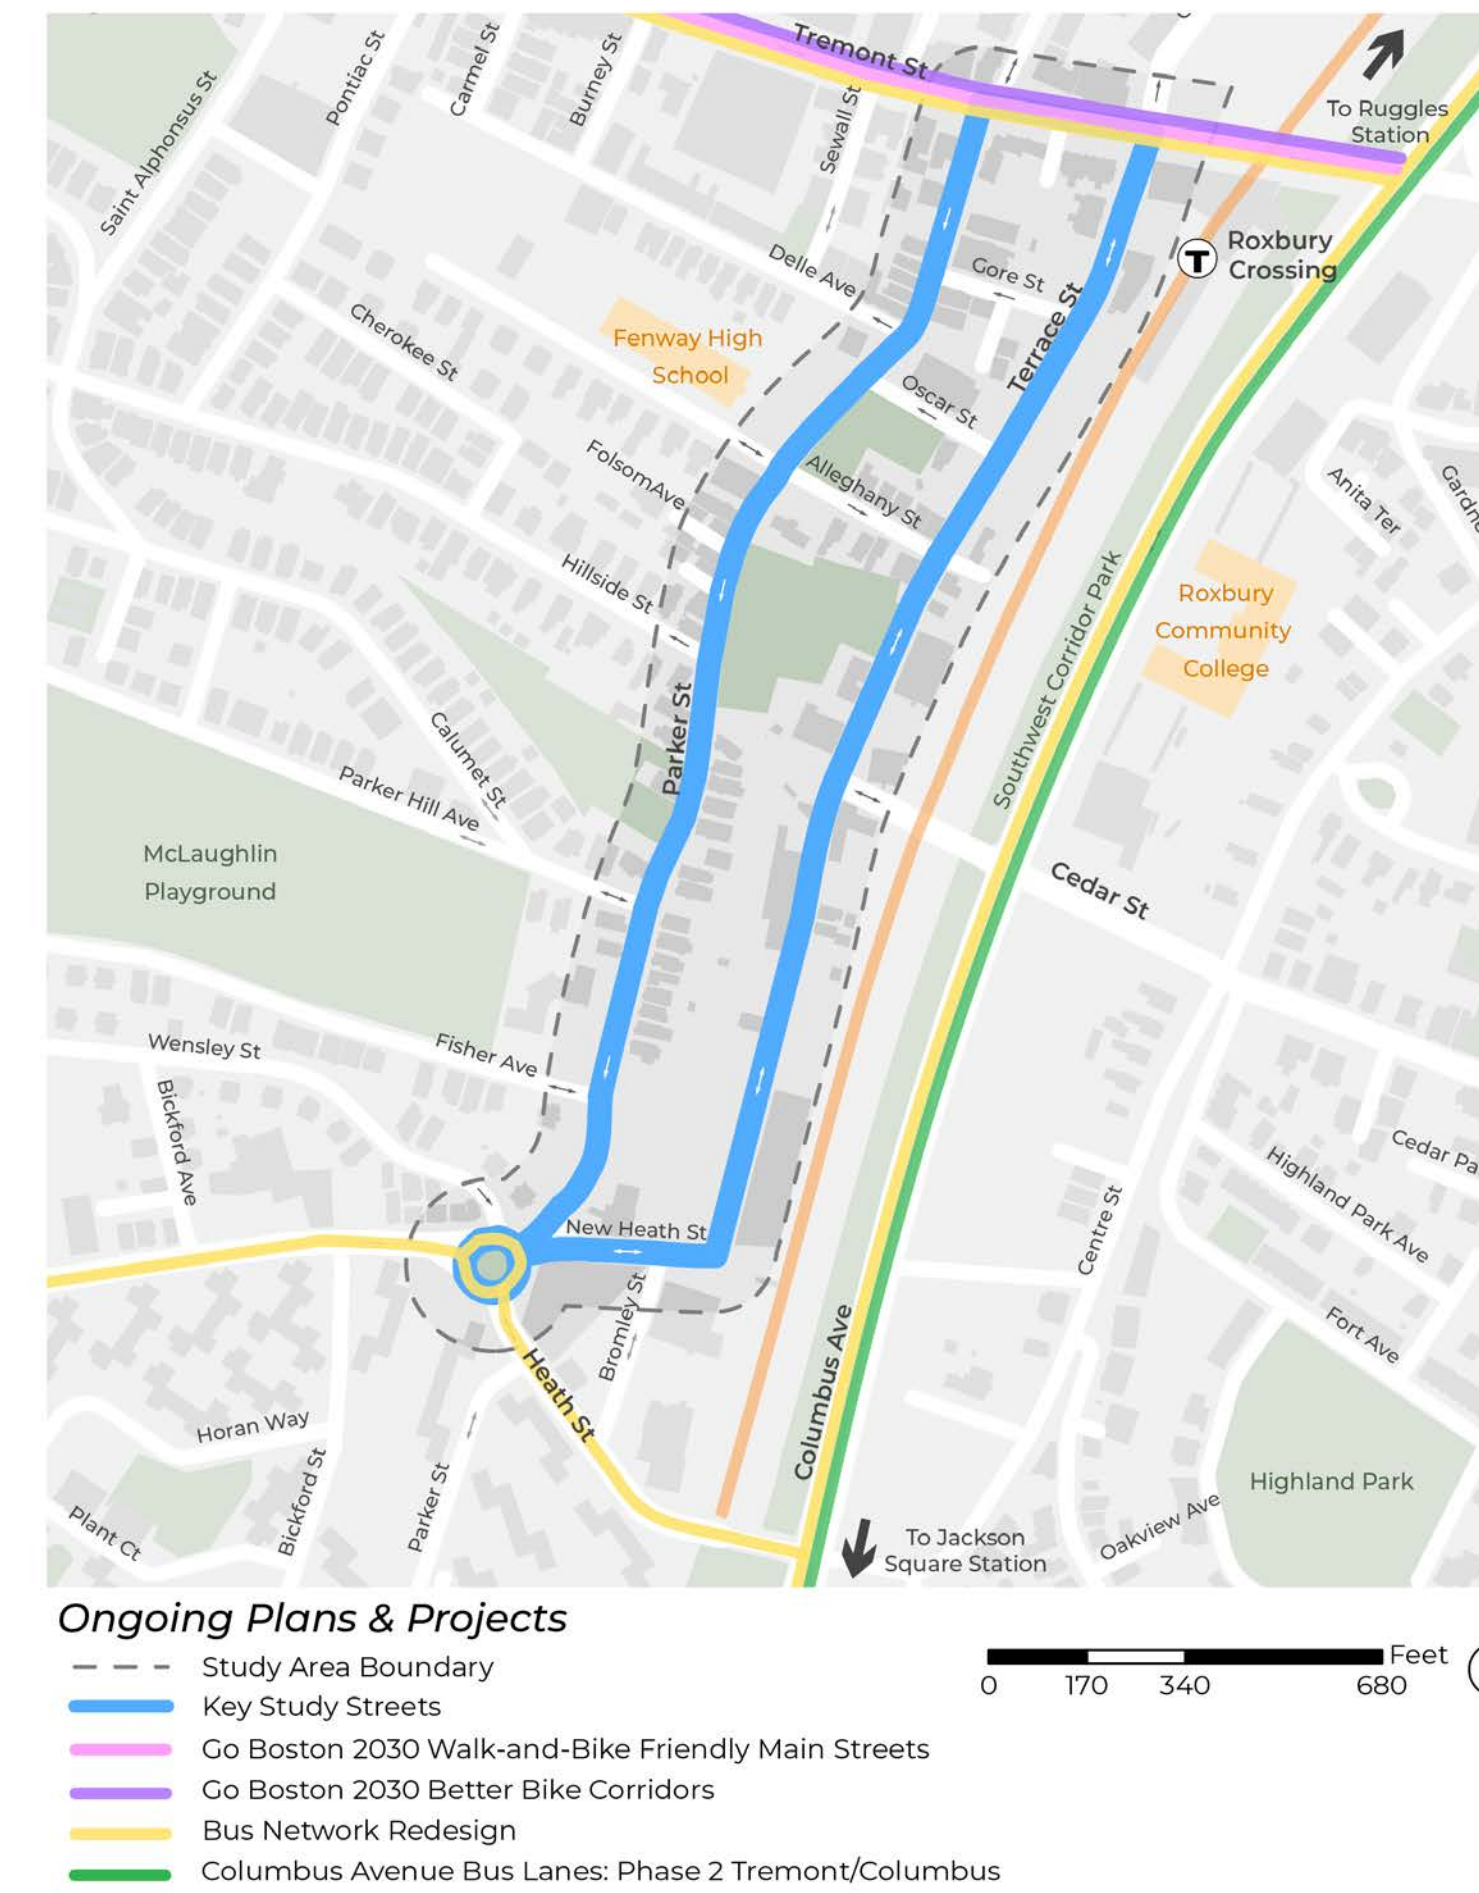 Tremont St
Saint Alphonsus St
Pontiac St
Carmel St
Burney St
Sewall St
To Ruggles
Station
Delle Ave
Gore St
T
Roxbury
Crossing
Terrace St
Cherokee St
Fenway High
School
Oscar St
FolsomAve
Alleghany St
Anita Ter
Hillside St
Southwest Corridor Park
Roxbury
Community
College
Parker St
Calumet St
Parker Hill Ave
McLaughlin
Playground
Cedar St
Wensley St
Fisher Ave
Bickford Ave
Cedar Pa
Highland Park Ave
Centre St
New Heath St
Bromley St
Heath St
Columbus Ave
Fort Ave
Horan Way
Bickford St
Parker St
Plant Ct
Highland Park
Oakview Ave
To Jackson
Square Station
Ongoing Plans & Projects
Study Area Boundary
Key Study Streets
Go Boston 2030 Walk-and-Bike Friendly Main Streets
Go Boston 2030 Better Bike Corridors
Bus Network Redesign
Columbus Avenue Bus Lanes: Phase 2 Tremont/Columbus
Feet
0 170 340 680